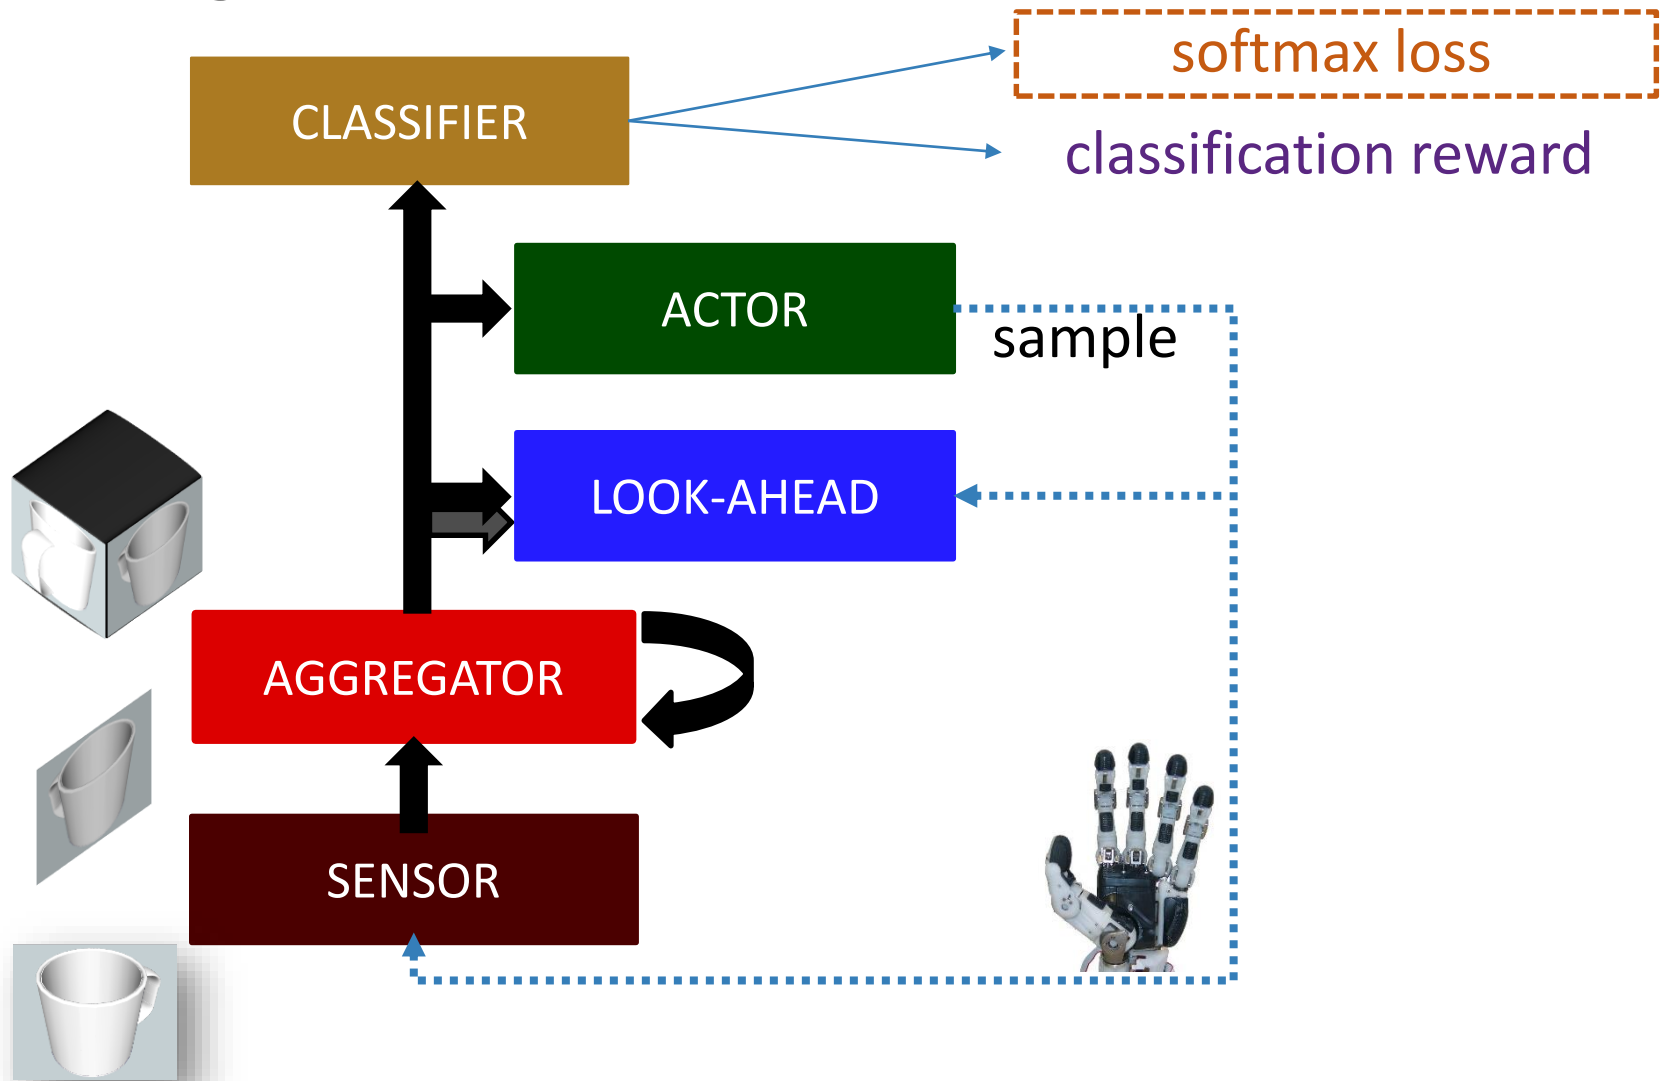 softmax loss
CLASSIFIER
classification reward
ACTOR
sample
LOOK-AHEAD
AGGREGATOR
SENSOR